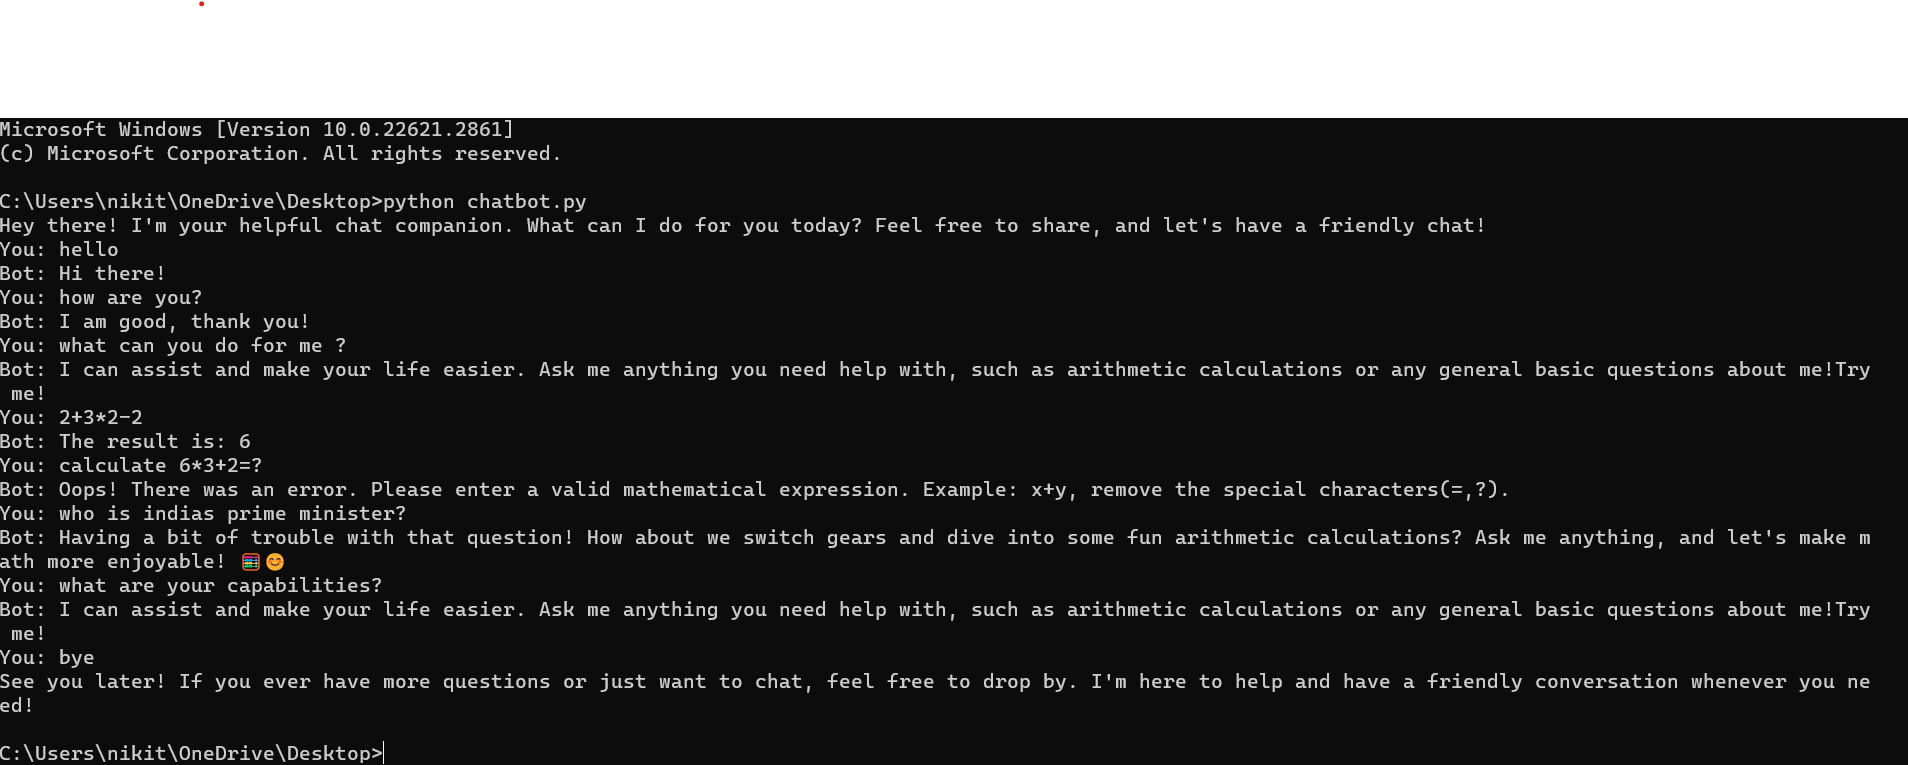 Microsoft Windows [Version 10.0.22621.2861]
(c) Microsoft Corporation. All rights reserved.
C:\Users\nikit\OneDrive\Desktop>python chatbot.py
Hey there! I'm your helpful chat companion. What can I do for you today? Feel free to share, and let's have a friendly chat!
You: hello
Bot: Hi there!
You: how are you?
Bot: I am good, thank you!
You: what can you do for me ?
Bot: I can assist and make your life easier. Ask me anything you need help with, such as arithmetic calculations or any general basic questions about me!Try
 me!
You: 2+3*2-2
Bot: The result is: 6
You: calculate 6*3+2=?
Bot: Oops! There was an error. Please enter a valid mathematical expression. Example: x+y, remove the special characters(=,?).
You: who is indias prime minister?
Bot: Having a bit of trouble with that question! How about we switch gears and dive into some fun arithmetic calculations? Ask me anything, and let's make m
ath more enjoyable! 🧮😊
You: what are your capabilities?
Bot: I can assist and make your life easier. Ask me anything you need help with, such as arithmetic calculations or any general basic questions about me!Try
 me!
You: bye
See you later! If you ever have more questions or just want to chat, feel free to drop by. I'm here to help and have a friendly conversation whenever you ne
ed!
C:\Users\nikit\OneDrive\Desktop>